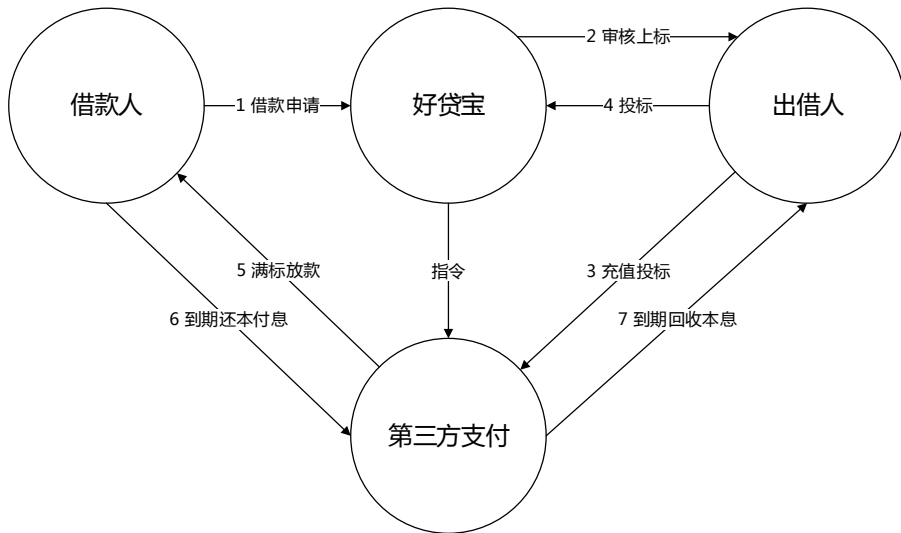 2 审核上标
借款人
1 借款申请
好贷宝
4 投标
出借人
5 满标放款
指令
3 充值投标
6 到期还本付息
7 到期回收本息
第三方支付